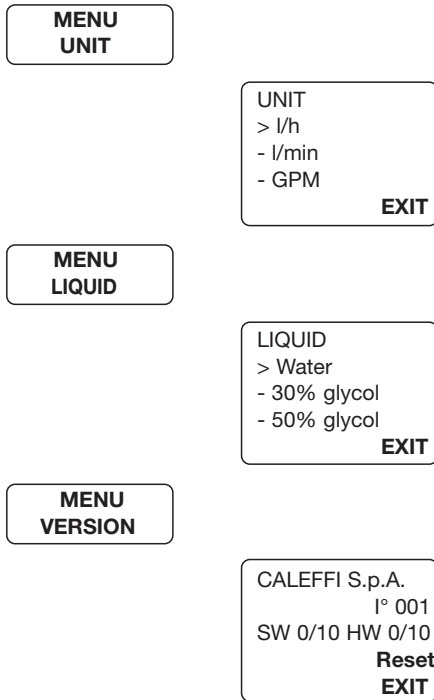 MENU
UNIT
UNIT
> l/h
- l/min
- GPM
EXIT
MENU
LIQUID
LIQUID
> Water
- 30% glycol
- 50% glycol
EXIT
MENU
VERSION
CALEFFI S.p.A.
I° 001
SW 0/10 HW 0/10
Reset
EXIT